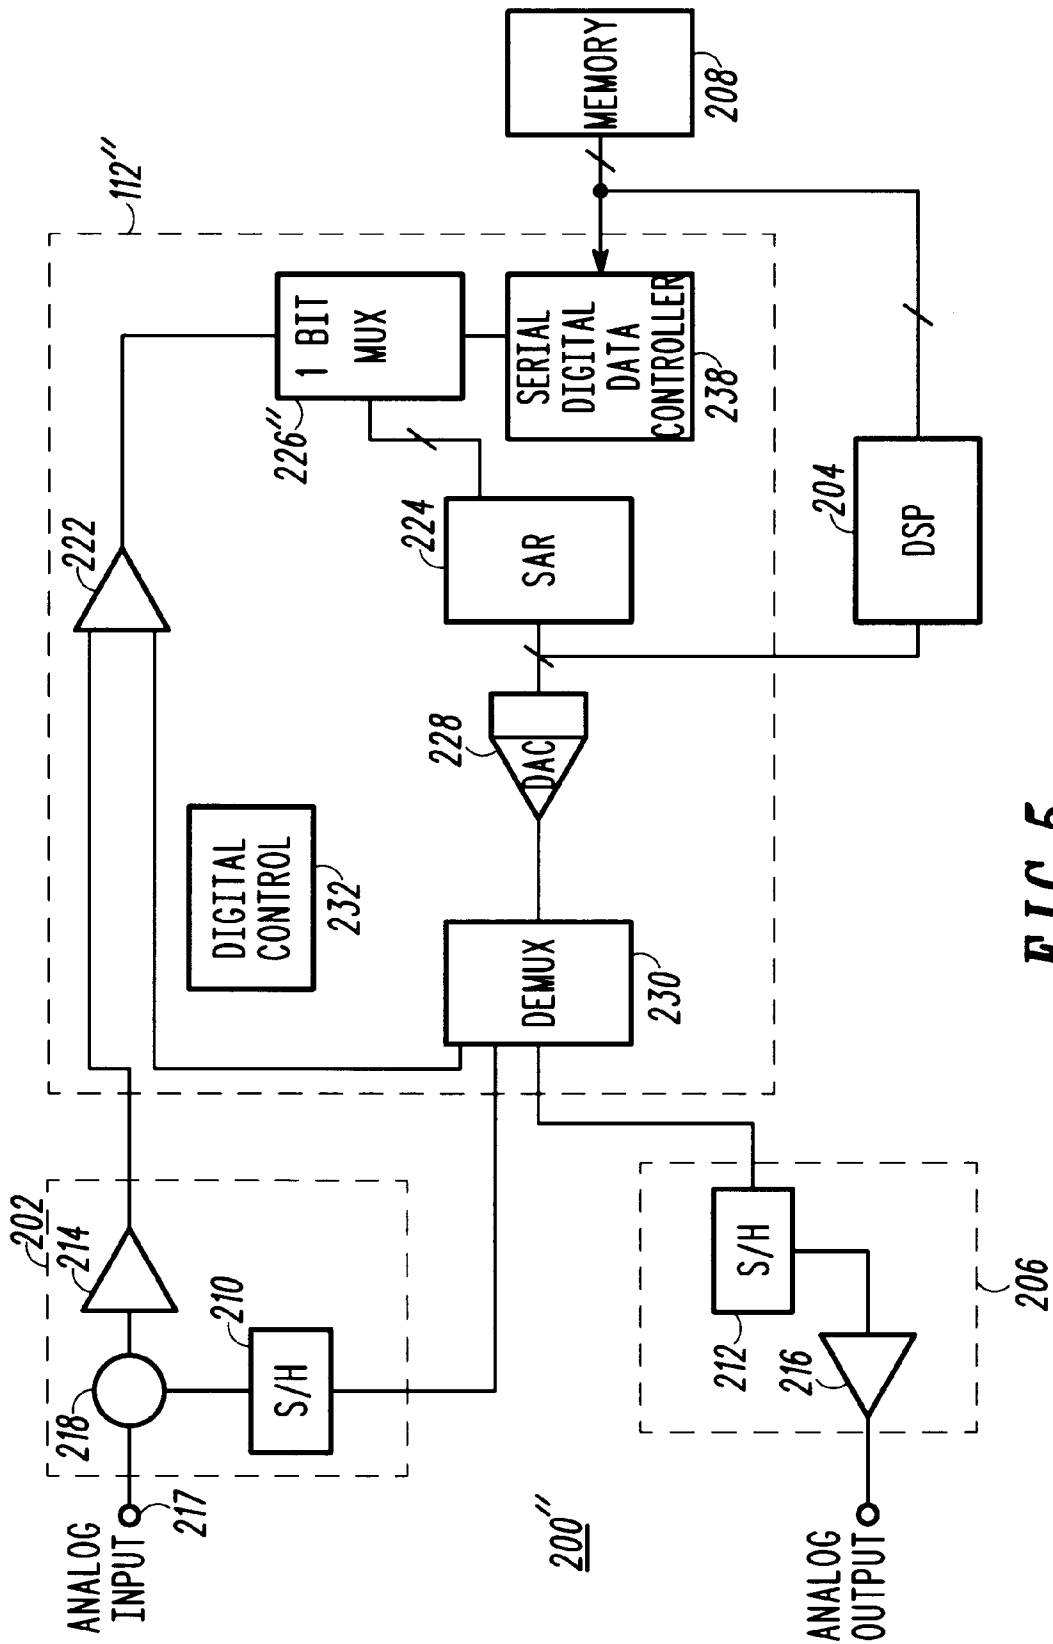 ANALOG
INPUT
217
218
202
214
210
S/H
200"
ANALOG
OUTPUT
216
212
S/H
206
112"
222
DIGITAL
CONTROL
232
DEMUX
230
228
DAC
224
SAR
226"
1 BIT
MUX
SERIAL
DIGITAL
DATA
CONTROLLER
238
MEMORY
208
204
DSP
FIG.5